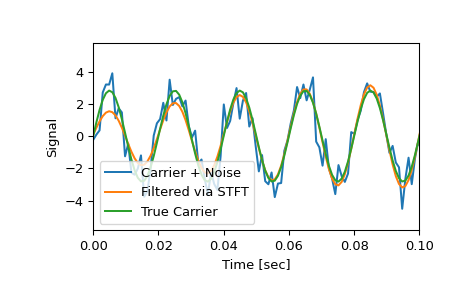 4
2
0
−2
−4
Signal
Carrier + Noise
Filtered via STFT
True Carrier
0.00 0.02 0.04 0.06 0.08 0.10
Time [sec]